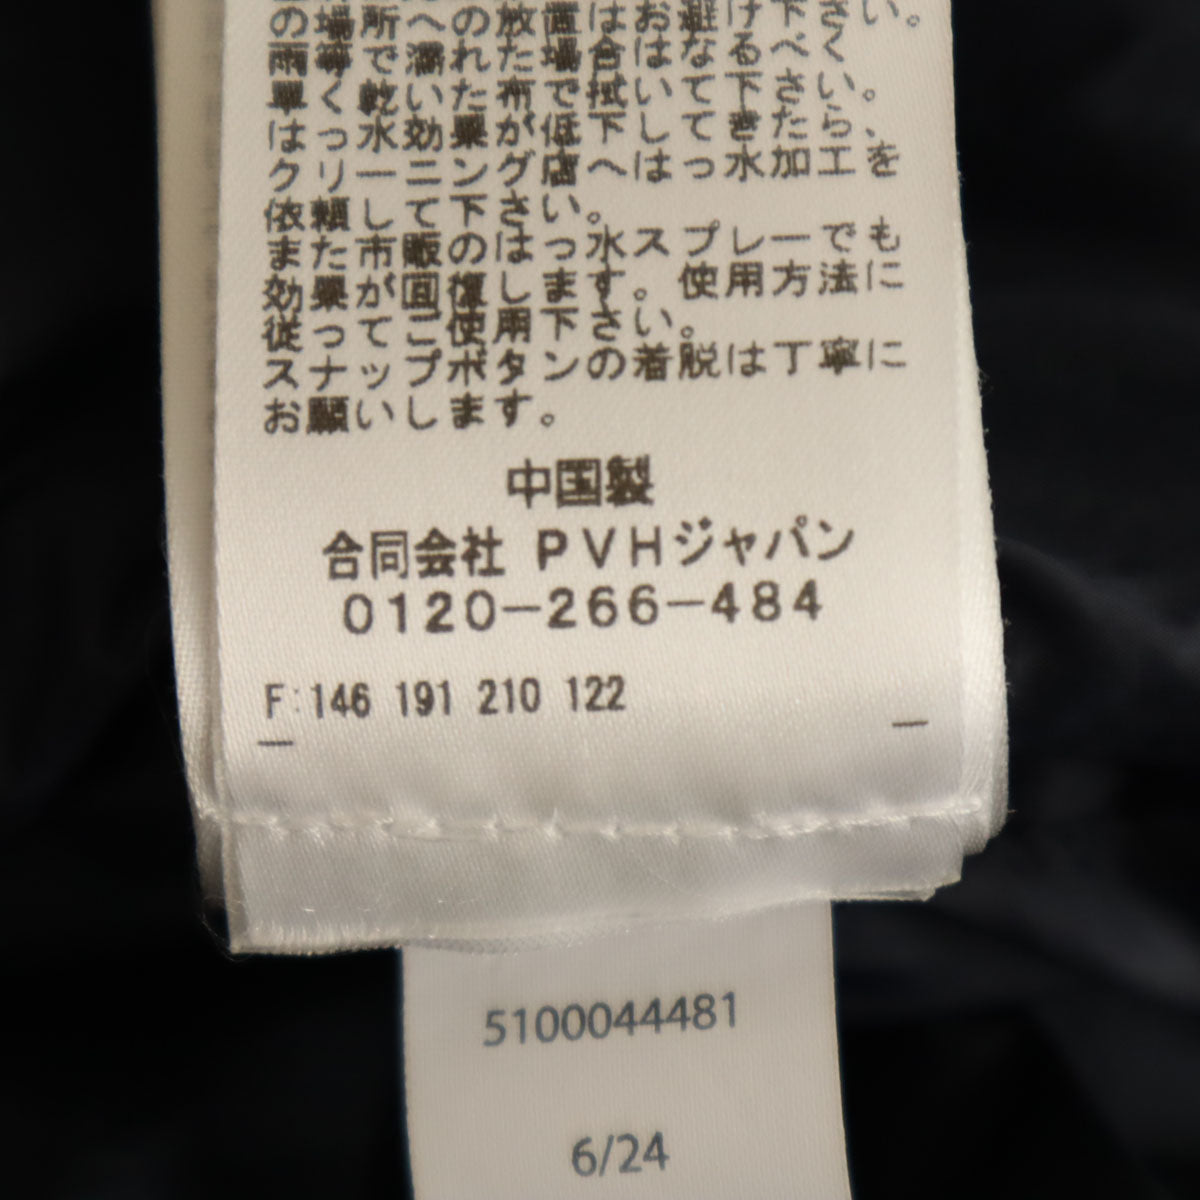 の場所への放置はお避け下さい。
雨等で濡れた場合はなるべく
早く乾いた布で拭いて下さい。
はっ水効果が低下してきたら、
クリーニング店へはっ水加工を
依頼して下さい。
また市販のはっ水スプレーでも
効果が回復します。使用方法に
従ってご使用下さい。
スナップボタンの着脱は丁寧に
お願いします。
中国製
合同会社 PVHジャパン
0120-266-484
F:146 191 210 122
5100044481
6/24